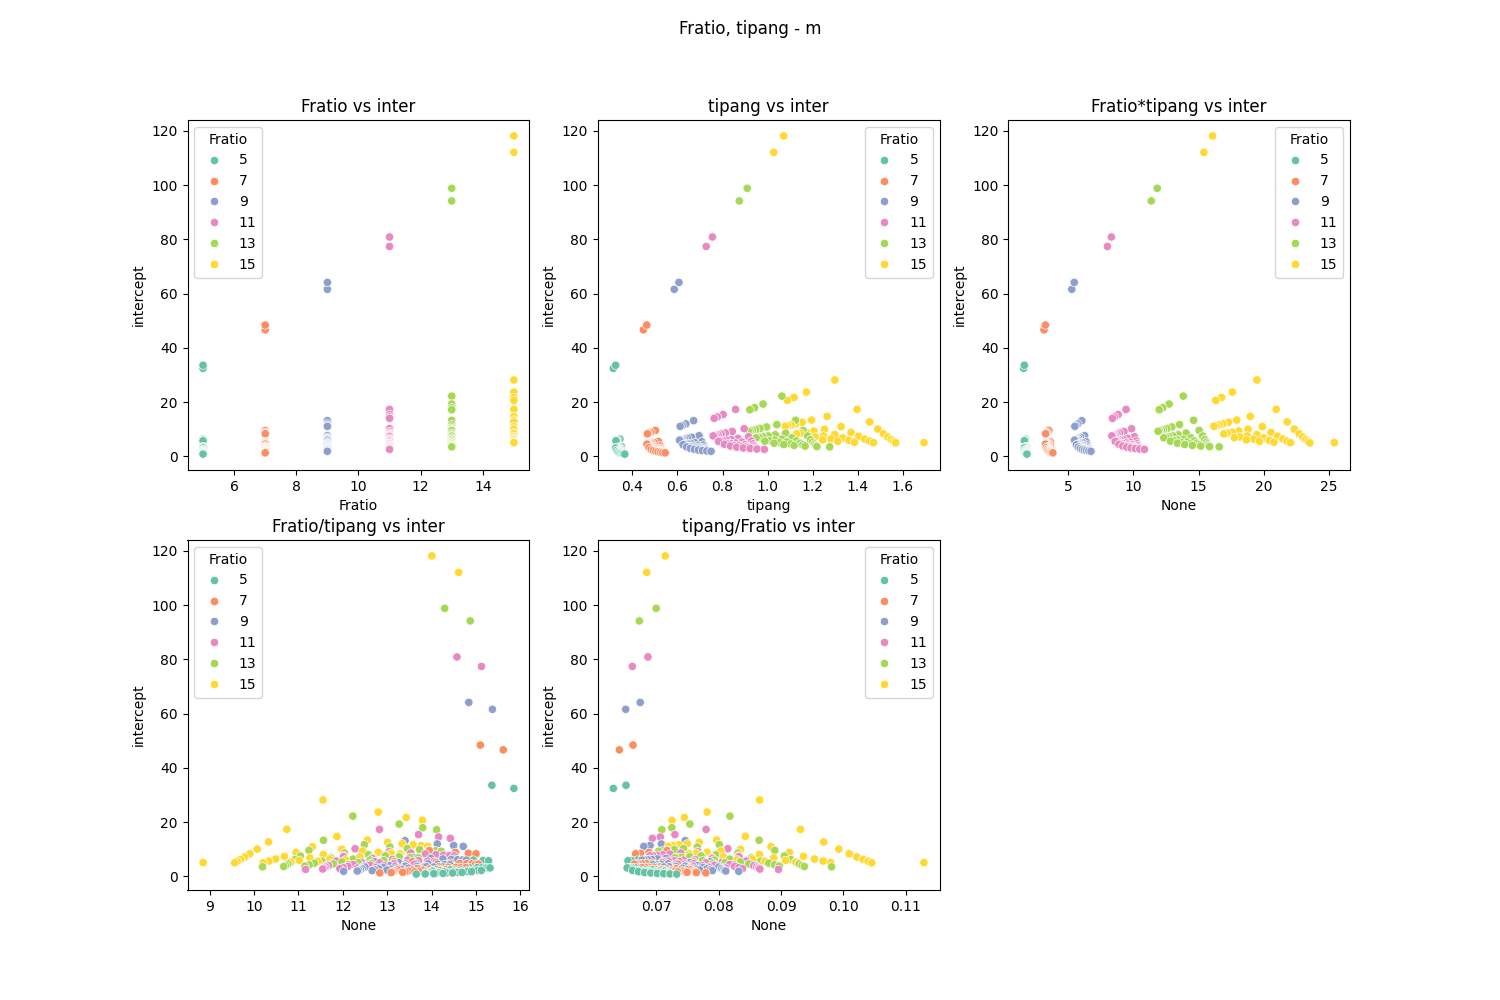 Fratio, tipang - m
Fratio vs inter
intercept
120
100
80
60
40
20
0
Fratio
5
7
9
11
13
15
6 8 10 12 14
Fratio
tipang vs inter
intercept
120
100
80
60
40
20
0
Fratio
5
7
9
11
13
15
0.4 0.6 0.8 1.0 1.2 1.4 1.6
tipang
Fratio*tipang vs inter
intercept
120
100
80
60
40
20
0
Fratio
5
7
9
11
13
15
5 10 15 20 25
None
Fratio/tipang vs inter
intercept
120
100
80
60
40
20
0
Fratio
5
7
9
11
13
15
9 10 11 12 13 14 15 16
None
tipang/Fratio vs inter
intercept
120
100
80
60
40
20
0
Fratio
5
7
9
11
13
15
0.07 0.08 0.09 0.10 0.11
None